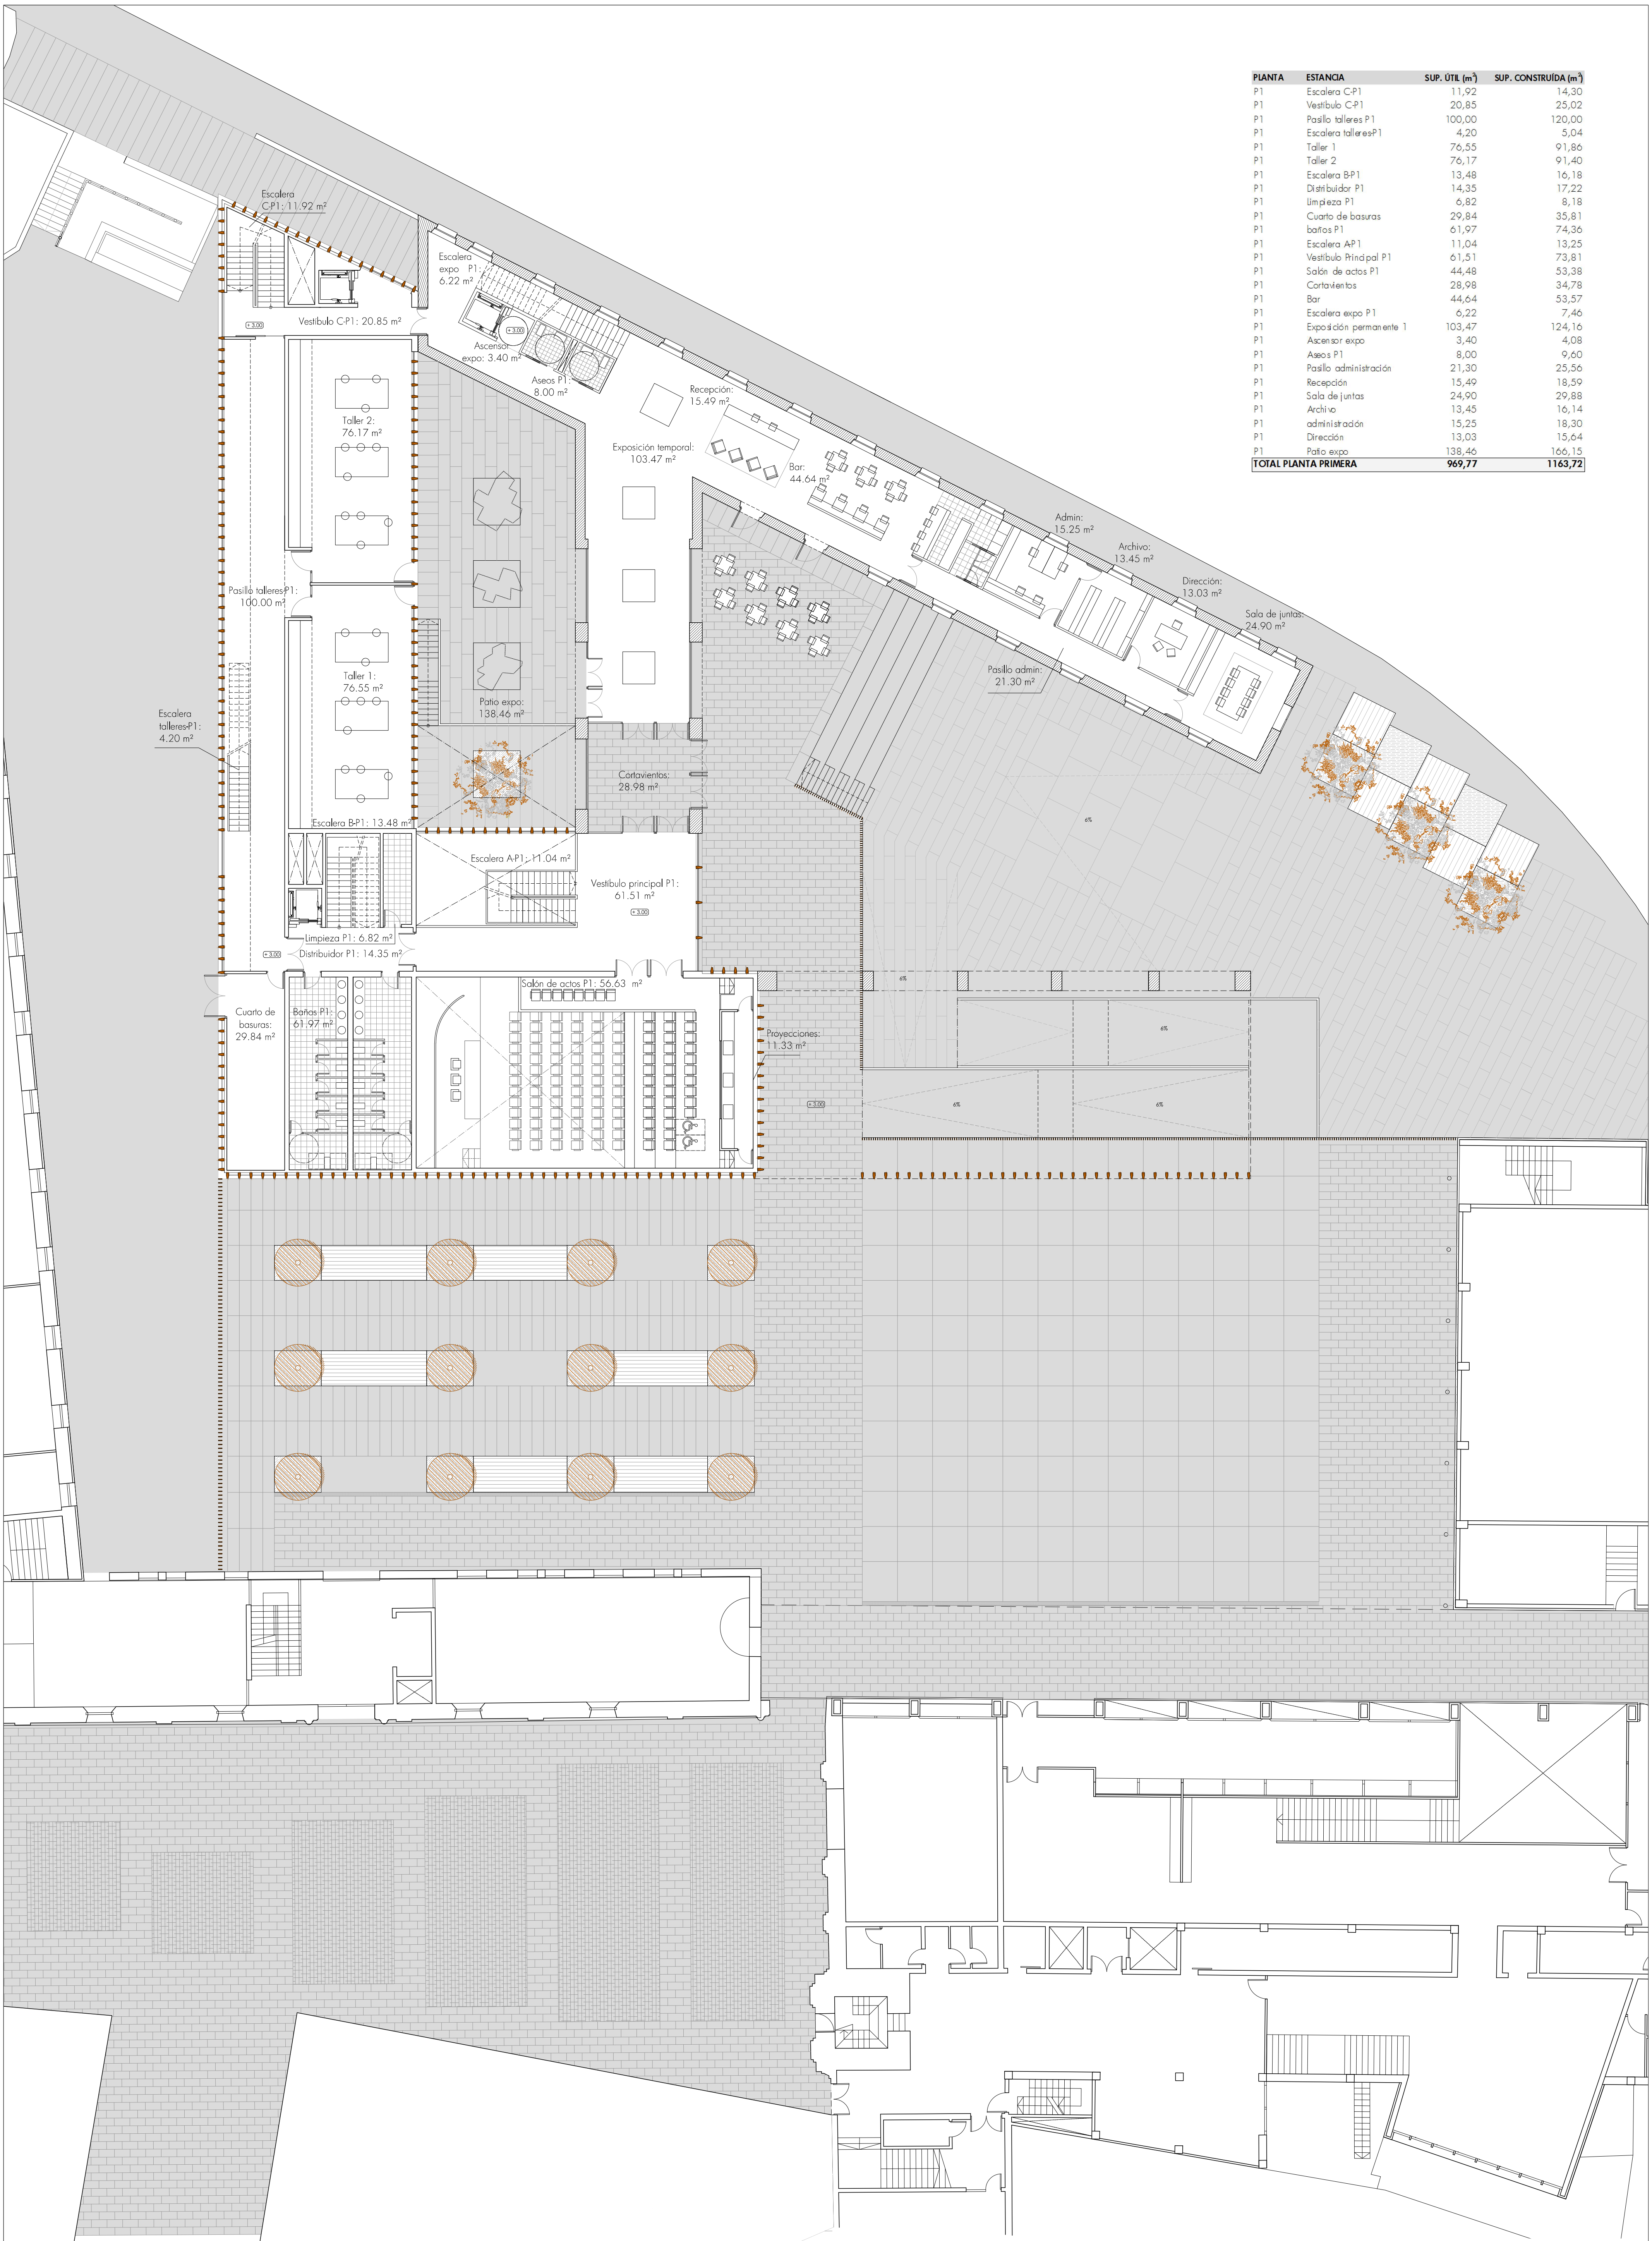 PLANTA ESTANCIA SUP. ÚTIL (m²) SUP. CONSTRUÍDA (m²)
P1 Escalera C-P1 11,92 14,30
P1 Vestíbulo C-P1 20,85 25,02
P1 Pasillo talleres P1 100,00 120,00
P1 Escalera talleres-P1 4,20 5,04
P1 Taller 1 76,55 91,86
P1 Taller 2 76,17 91,40
P1 Escalera B-P1 13,48 16,18
P1 Distribuidor P1 14,35 17,22
P1 Limpieza P1 6,82 8,18
P1 Cuarto de basuras 29,84 35,81
P1 baños P1 61,97 74,36
P1 Escalera A-P1 11,04 13,25
P1 Vestíbulo Principal P1 61,51 73,81
P1 Salón de actos P1 44,48 53,38
P1 Cortavientos 28,98 34,78
P1 Bar 44,64 53,57
P1 Escalera expo P1 6,22 7,46
P1 Exposición permanente 1 103,47 124,16
P1 Ascensor expo 3,40 4,08
P1 Aseos P1 8,00 9,60
P1 Pasillo administración 21,30 25,56
P1 Recepción 15,49 18,59
P1 Sala de juntas 24,90 29,88
P1 Archivo 13,45 16,14
P1 administración 15,25 18,30
P1 Dirección 13,03 15,64
P1 Patio expo 138,46 166,15
TOTAL PLANTA PRIMERA 969,77 1163,72
Escalera
C-P1: 11.92 m²
Escalera
expo P1:
6.22 m²
+3.00
Vestíbulo C-P1: 20.85 m²
+3.00
Ascensor
expo: 3.40 m²
Aseos P1:
8.00 m²
Recepción:
15.49 m²
Taller 2:
76.17 m²
Exposición temporal:
103.47 m²
Bar:
44.64 m²
Admin:
15.25 m²
Archivo:
13.45 m²
Dirección:
13.03 m²
Sala de juntas:
24.90 m²
Pasillo talleres-P1:
100.00 m²
Pasillo admin:
21.30 m²
Taller 1:
76.55 m²
Patio expo:
138.46 m²
Escalera
talleres-P1:
4.20 m²
Cortavientos:
28.98 m²
6%
Escalera B-P1: 13.48 m²
Escalera A-P1: 11.04 m²
Vestíbulo principal P1:
61.51 m²
+3.00
Limpieza P1: 6.82 m²
+3.00
Distribuidor P1: 14.35 m²
6%
Salón de actos P1: 56.63 m²
Cuarto de
basuras:
29.84 m²
Baños P1:
61.97 m²
Proyecciones:
11.33 m²
6%
+3.00
6%
6%